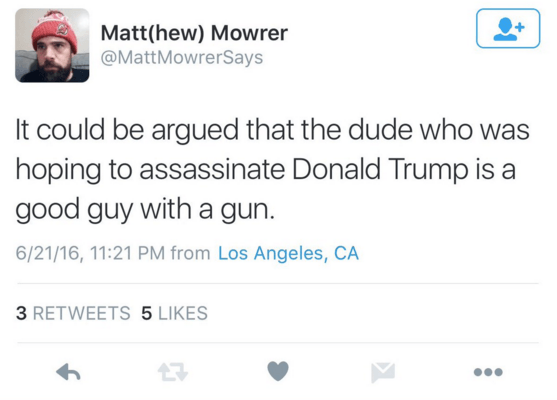 Matt(hew) Mowrer
@MattMowrerSays
It could be argued that the dude who was
hoping to assassinate Donald Trump is a
good guy with a gun.
6/21/16, 11:21 PM from Los Angeles, CA
3 RETWEETS 5 LIKES